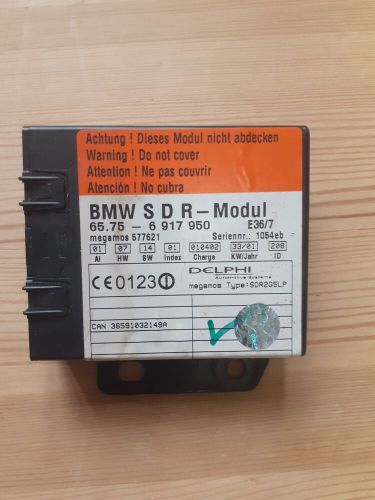 Achtung ! Dieses Modul nicht abdecken
Warning ! Do not cover
Attention ! Ne pas couvrir
Atención ! No cubra
BMW S D R-Modul
65.75 - 6 917 950 E36/7
megamos 577621 Seriennr.: 1054eb
01 07 14 01 010402 33/01 208
AI HW SW Index Charge KW/Jahr ID
CE0123 DELPHI
Automotive Systems
megamos Type:SDR2G5LP
CAN 36591032149A